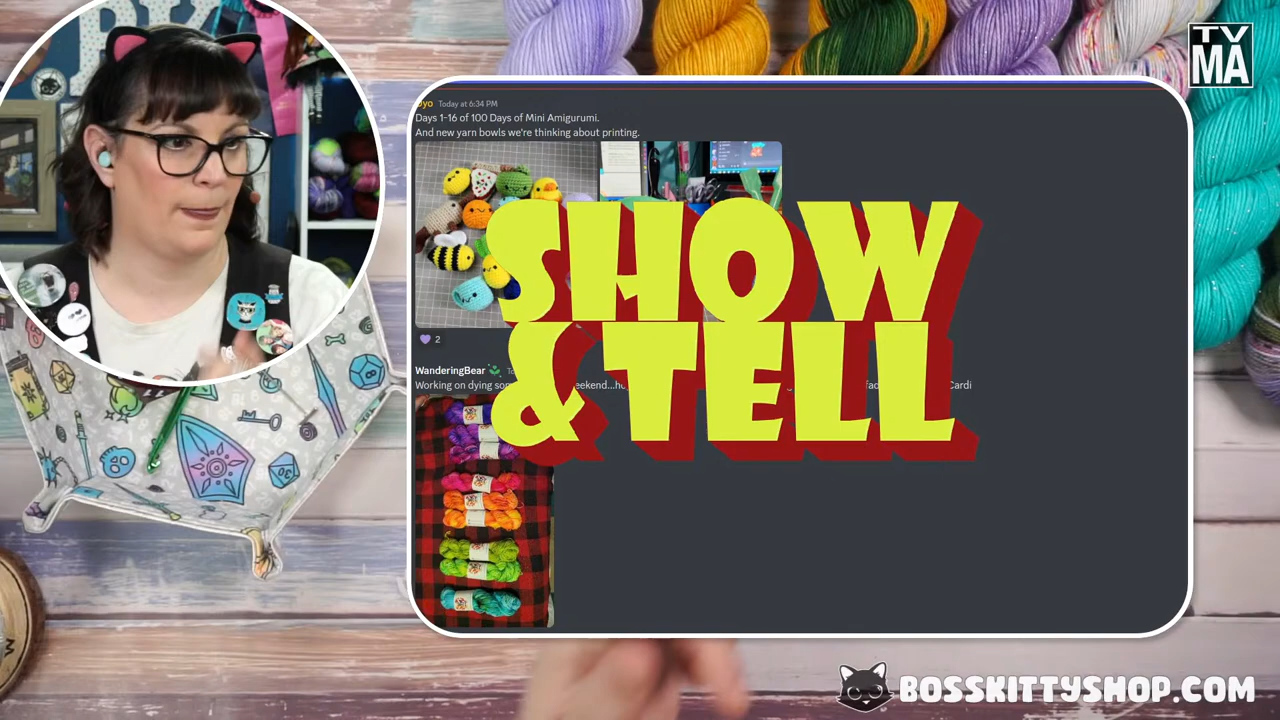 TV
MA
oyo Today at 6:34 PM
Days 1-16 of 100 Days of Mini Amigurumi.
And new yarn bowls we're thinking about printing.
SHOW
& TELL
2
WanderingBear
Working on dying
Cardi
BOSSKITTYSHOP.COM